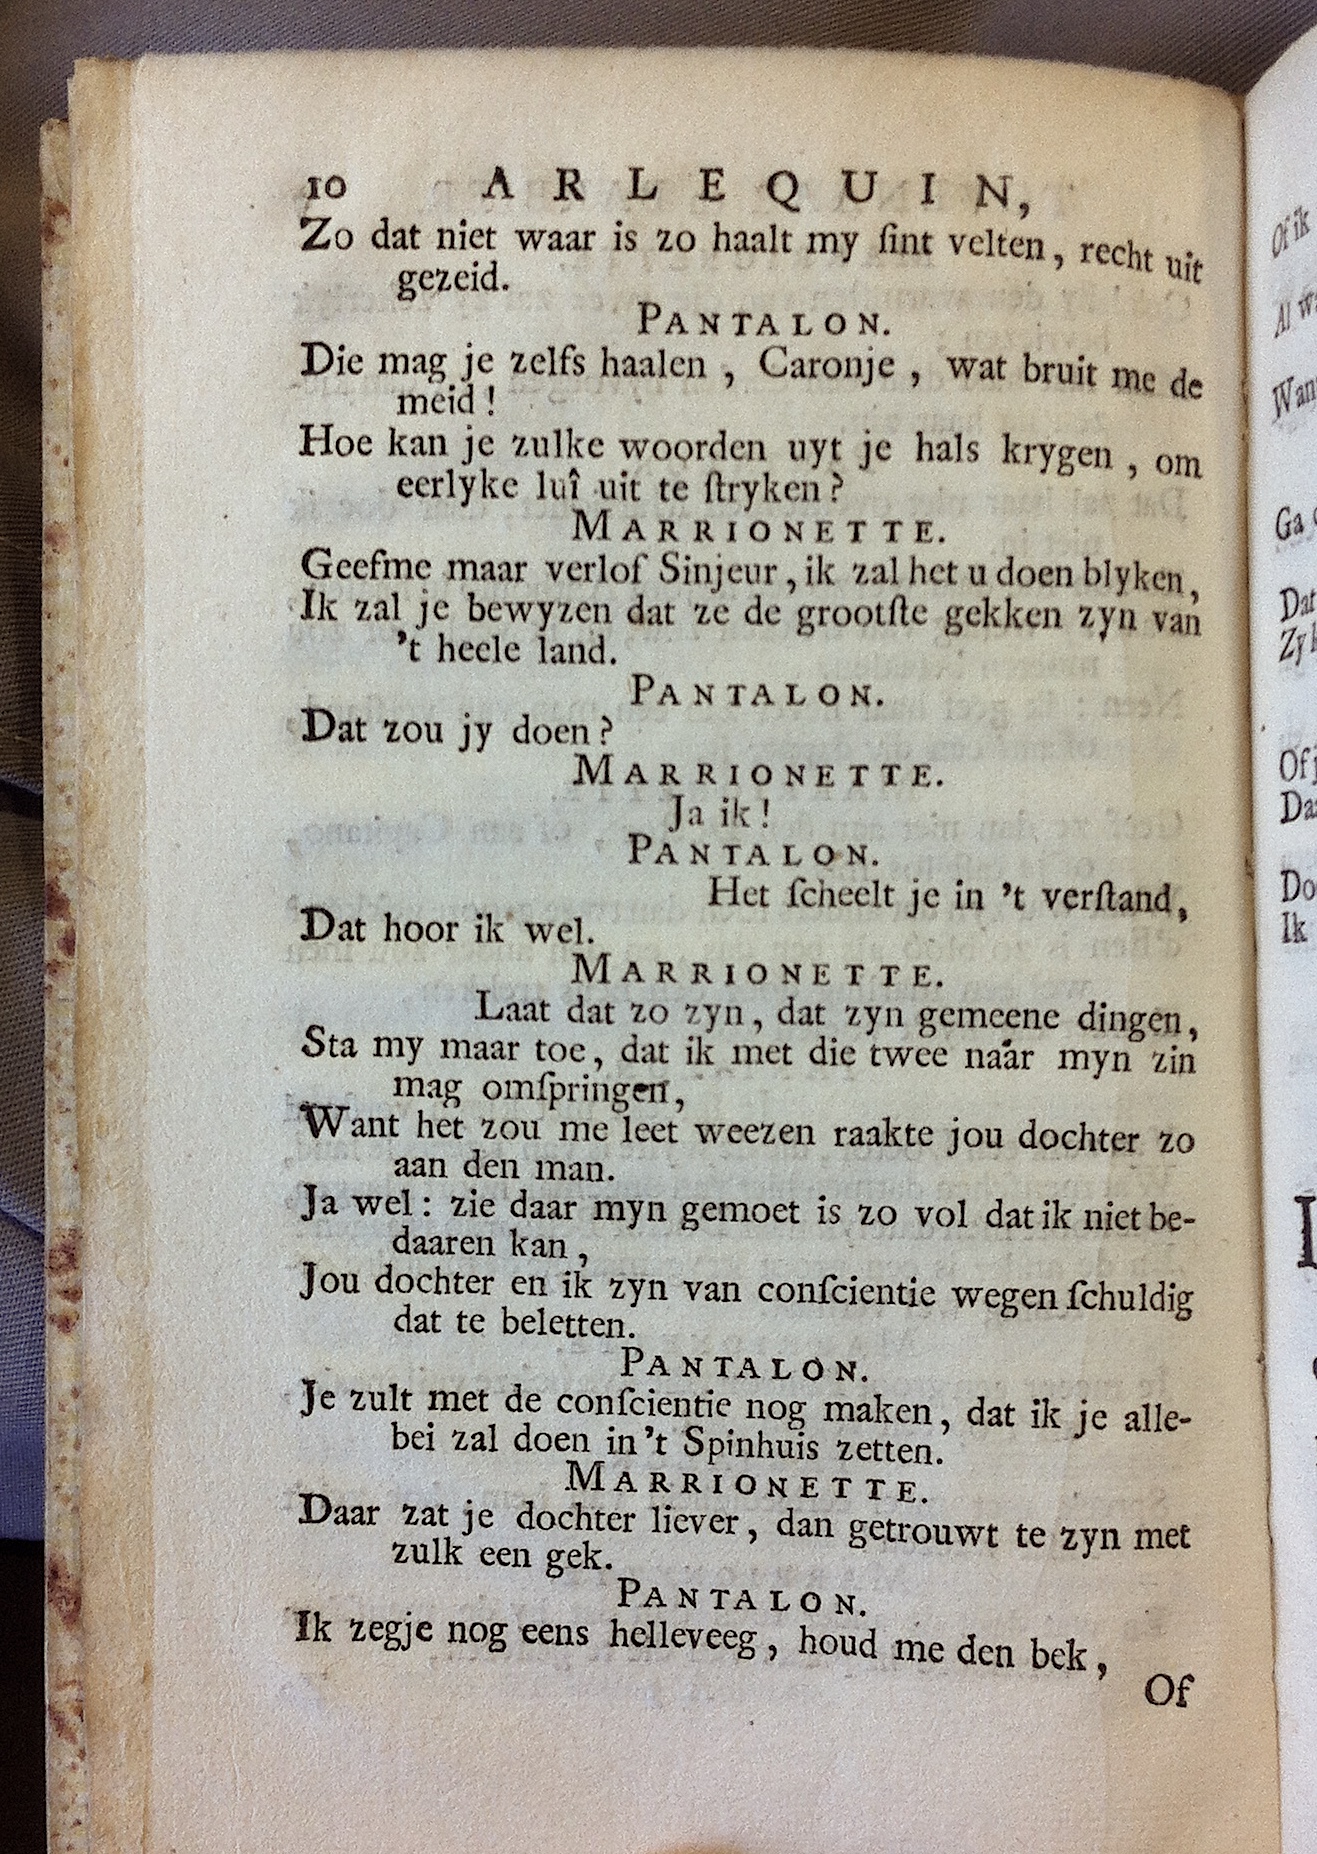 10 ARLEQUIN,
Zo dat niet waar is zo haalt my ſint velten, recht uit
gezeid.
PANTALON.
Die mag je zelfs haalen, Caronje, wat bruit me de
meid!
Hoe kan je zulke woorden uyt je hals krygen, om
eerlyke luî uit te ſtryken?
MARRIONETTE.
Geefme maar verlof Sinjeur, ik zal het u doen blyken,
Ik zal je bewyzen dat ze de grootſte gekken zyn van
't heele land.
PANTALON.
Dat zou jy doen?
MARRIONETTE.
Ja ik!
PANTALON.
Het ſcheelt je in 't verſtand,
Dat hoor ik wel.
MARRIONETTE.
Laat dat zo zyn, dat zyn gemeene dingen,
Sta my maar toe, dat ik met die twee naar myn zin
mag omſpringen,
Want het zou me leet weezen raakte jou dochter zo
aan den man.
Ja wel: zie daar myn gemoet is zo vol dat ik niet be-
daaren kan,
Jou dochter en ik zyn van conſcientie wegen ſchuldig
dat te beletten.
PANTALON.
Je zult met de conſcientie nog maken, dat ik je alle-
bei zal doen in 't Spinhuis zetten.
MARRIONETTE.
Daar zat je dochter liever, dan getrouwt te zyn met
zulk een gek.
PANTALON.
Ik zegje nog eens helleveeg, houd me den bek,
Of
Of ik
Ga
Dat
Of
Do
Ik